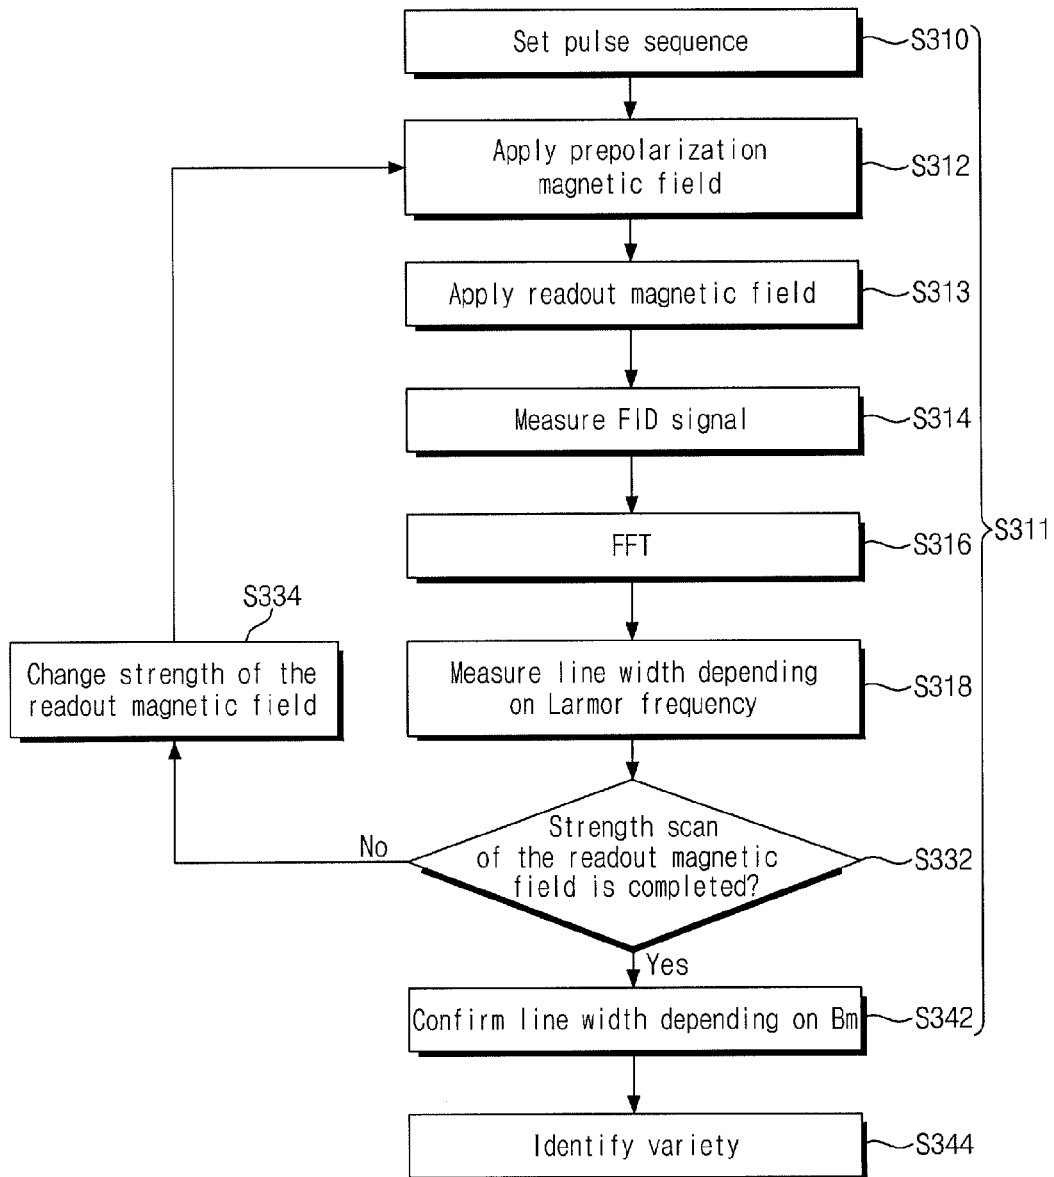 Set pulse sequence
S310
Apply prepolarization
magnetic field
S312
Apply readout magnetic field
S313
Measure FID signal
S314
FFT
S316
S311
S334
Change strength of the
readout magnetic field
Measure line width depending
on Larmor frequency
S318
Strength scan
of the readout magnetic
field is completed?
S332
No
Yes
Confirm line width depending on Bm
S342
Identify variety
S344